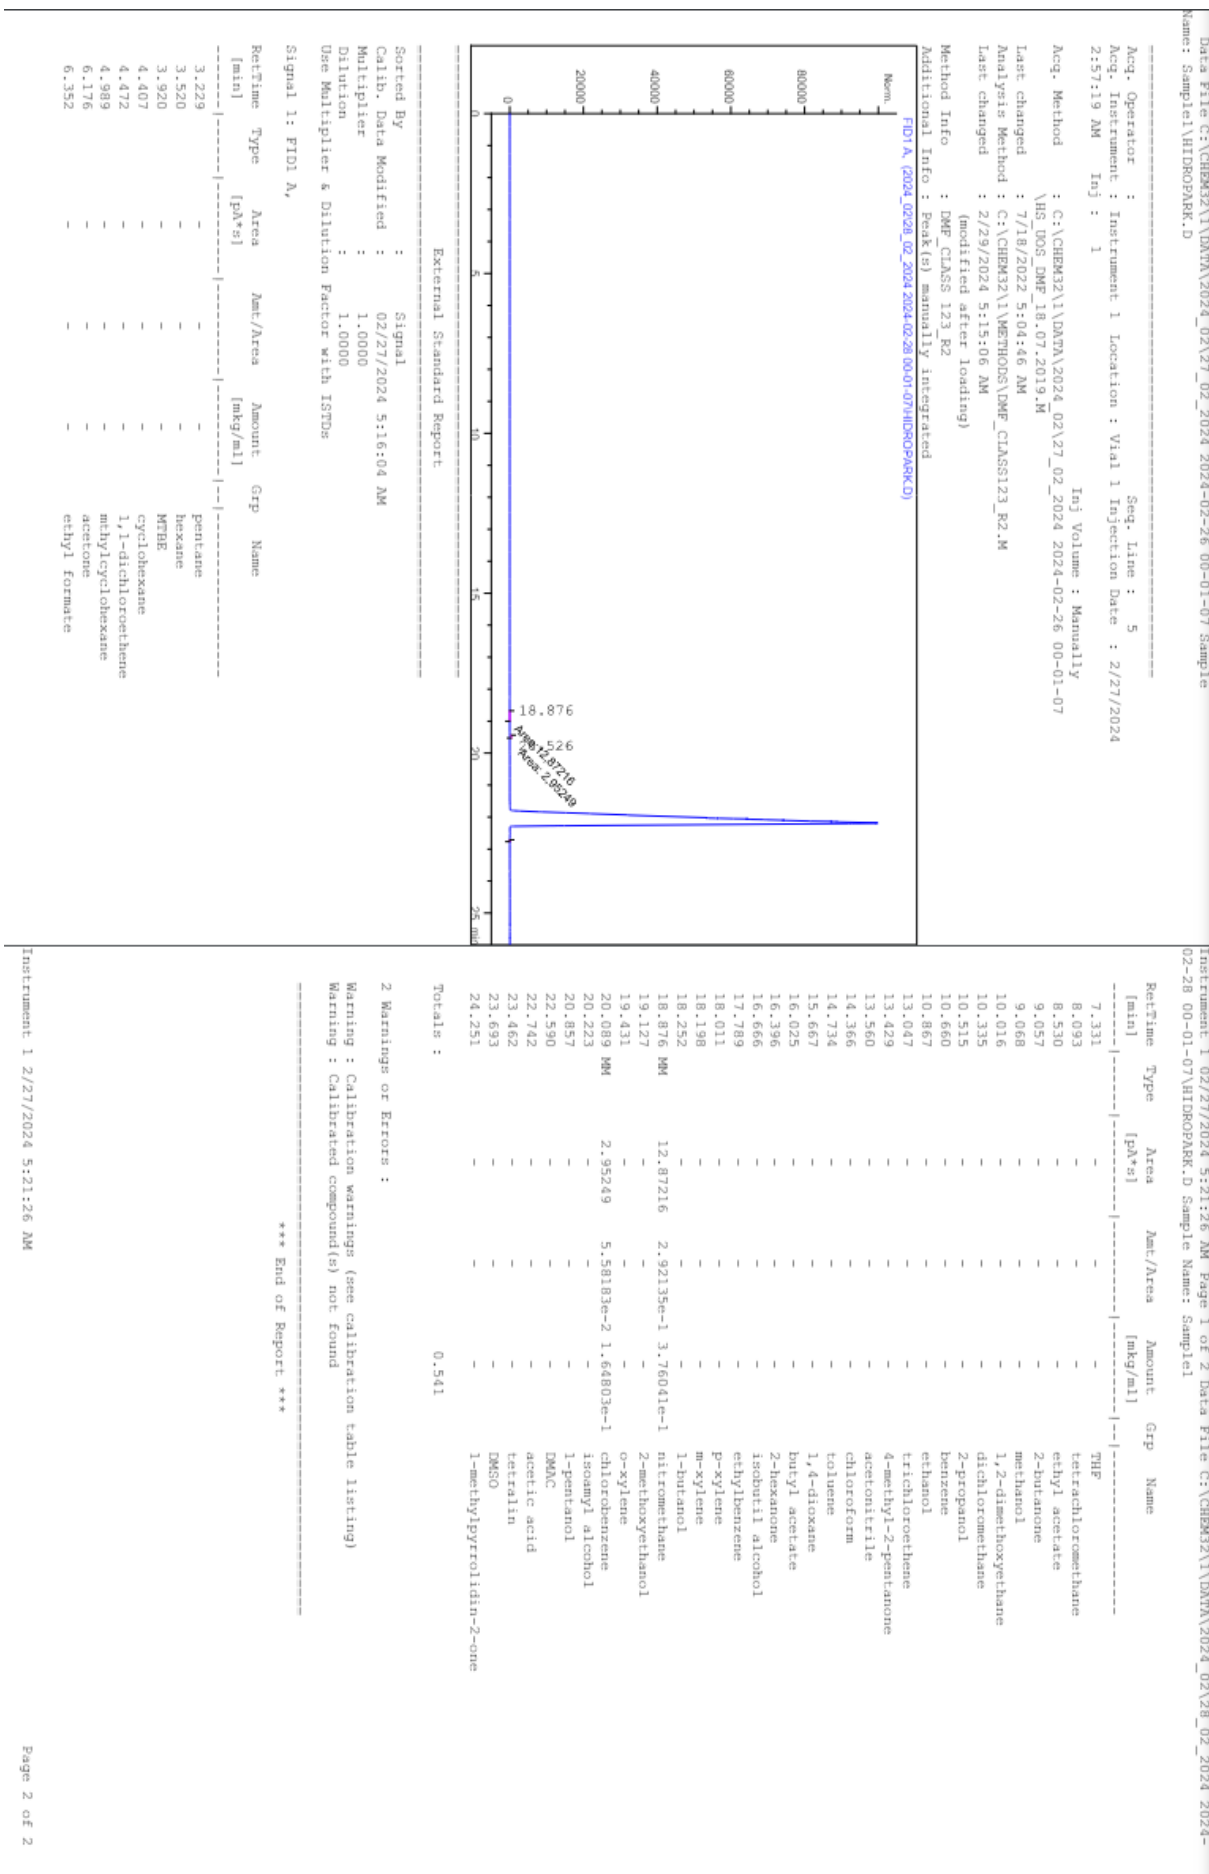 Data File C:\CHEM32\1\DATA\2024_02\27_02_2024 2024-02-26 00-01-07 Sample
Name: Sample1\HIDROPARK.D
Acq. Operator : Seq. Line : 5
Acq. Instrument : Instrument 1 Location : Vial 1 Injection Date : 2/27/2024
2:57:19 AM Inj : 1
Inj Volume : Manually
Acq. Method : C:\CHEM32\1\DATA\2024_02\27_02_2024 2024-02-26 00-01-07
\HS_UOS_DMF_18.07.2019.M
Last changed : 7/18/2022 5:04:46 AM
Analysis Method : C:\CHEM32\1\METHODS\DMF_CLASS123_R2.M
Last changed : 2/29/2024 5:15:06 AM
(modified after loading)
Method Info : DMF_CLASS 123_R2
Additional Info : Peak(s) manually integrated
FID1 A, (2024_02\28_02_2024 2024-02-28 00-01-07\HIDROPARK.D)
Norm.
80000
60000
40000
20000
0
18.876
Area: 12.87216
526
Area: 2.95249
0 5 10 15 20 25 min
External Standard Report
Sorted By : Signal
Calib. Data Modified : 02/27/2024 5:16:04 AM
Multiplier : 1.0000
Dilution : 1.0000
Use Multiplier & Dilution Factor with ISTDs
Signal 1: FID1 A,
RetTime Type Area Amt/Area Amount Grp Name
[min] [pA*s] [mkg/ml]
-------|------|----------|----------|----------|--|------------------
3.229 - - - pentane
3.520 - - - hexane
3.920 - - - MTBE
4.407 - - - cyclohexane
4.472 - - - 1,1-dichloroethene
4.989 - - - mthylcyclohexane
6.176 - - - acetone
6.352 - - - ethyl formate
Instrument 1 02/27/2024 5:21:26 AM Page 1 of 2 Data File C:\CHEM32\1\DATA\2024_02\28_02_2024 2024-
02-28 00-01-07\HIDROPARK.D Sample Name: Sample1
RetTime Type Area Amt/Area Amount Grp Name
[min] [pA*s] [mkg/ml]
-------|------|----------|----------|----------|--|------------------
7.331 - - - THF
8.093 - - - tetrachloromethane
8.530 - - - ethyl acetate
9.057 - - - 2-butanone
9.068 - - - methanol
10.016 - - - 1,2-dimethoxyethane
10.335 - - - dichloromethane
10.515 - - - 2-propanol
10.660 - - - benzene
10.867 - - - ethanol
13.047 - - - trichloroethene
13.429 - - - 4-methyl-2-pentanone
13.560 - - - acetonitrile
14.366 - - - chloroform
14.734 - - - toluene
15.667 - - - 1,4-dioxane
16.025 - - - butyl acetate
16.396 - - - 2-hexanone
16.666 - - - isobutil alcohol
17.789 - - - ethylbenzene
18.011 - - - p-xylene
18.198 - - - m-xylene
18.252 - - - 1-butanol
18.876 MM 12.87216 2.92135e-1 3.76041e-1 nitromethane
19.127 - - - 2-methoxyethanol
19.431 - - - o-xylene
20.089 MM 2.95249 5.58183e-2 1.64803e-1 chlorobenzene
20.223 - - - isoamyl alcohol
20.857 - - - 1-pentanol
22.590 - - - DMAC
22.742 - - - acetic acid
23.462 - - - tetralin
23.693 - - - DMSO
24.251 - - - 1-methylpyrrolidin-2-one
Totals : 0.541
2 Warnings or Errors :
Warning : Calibration warnings (see calibration table listing)
Warning : Calibrated compound(s) not found
*** End of Report ***
Instrument 1 2/27/2024 5:21:26 AM Page 2 of 2